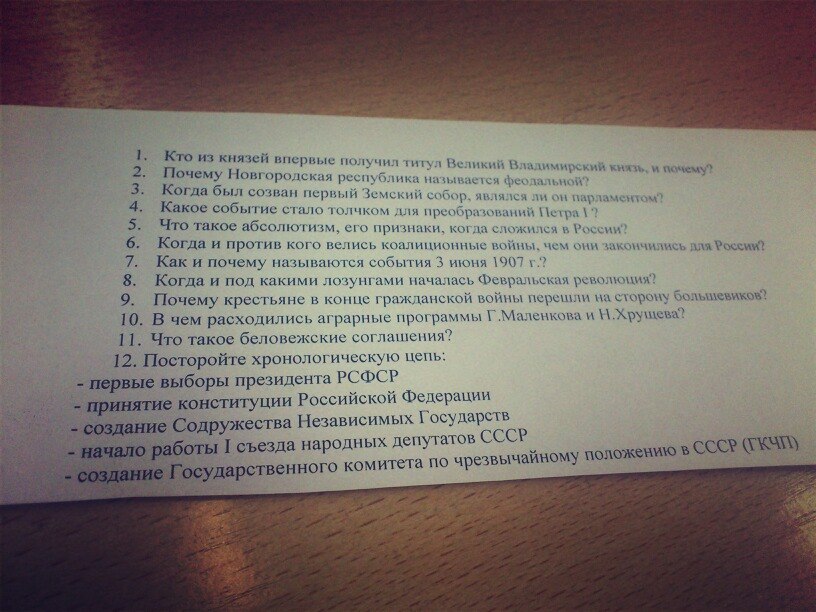 1. Кто из князей впервые получил титул Великий Владимирский князь, и почему?
2. Почему Новгородская республика называется феодальной?
3. Когда был созван первый Земский собор, являлся ли он парламентом?
4. Какое событие стало толчком для преобразований Петра I ?
5. Что такое абсолютизм, его признаки, когда сложился в России?
6. Когда и против кого велись коалиционные войны, чем они закончились для России?
7. Как и почему называются события 3 июня 1907 г.?
8. Когда и под какими лозунгами началась Февральская революция?
9. Почему крестьяне в конце гражданской войны перешли на сторону большевиков?
10. В чем расходились аграрные программы Г.Маленкова и Н.Хрущева?
11. Что такое беловежские соглашения?
12. Посторойте хронологическую цепь:
- первые выборы президента РСФСР
- принятие конституции Российской Федерации
- создание Содружества Независимых Государств
- начало работы I съезда народных депутатов СССР
- создание Государственного комитета по чрезвычайному положению в СССР (ГКЧП)